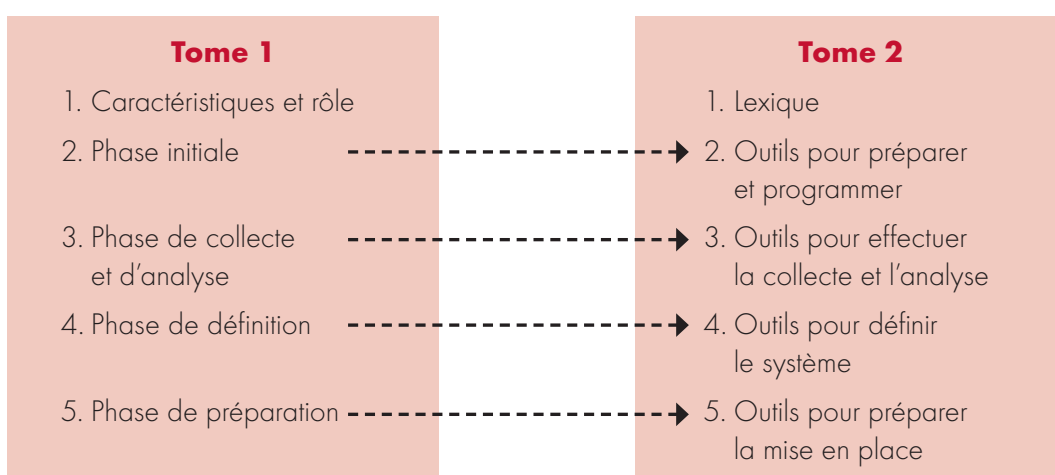 Tome 1
1. Caractéristiques et rôle
2. Phase initiale
3. Phase de collecte
et d'analyse
4. Phase de définition
5. Phase de préparation
Tome 2
1. Lexique
2. Outils pour préparer
et programmer
3. Outils pour effectuer
la collecte et l'analyse
4. Outils pour définir
le système
5. Outils pour préparer
la mise en place